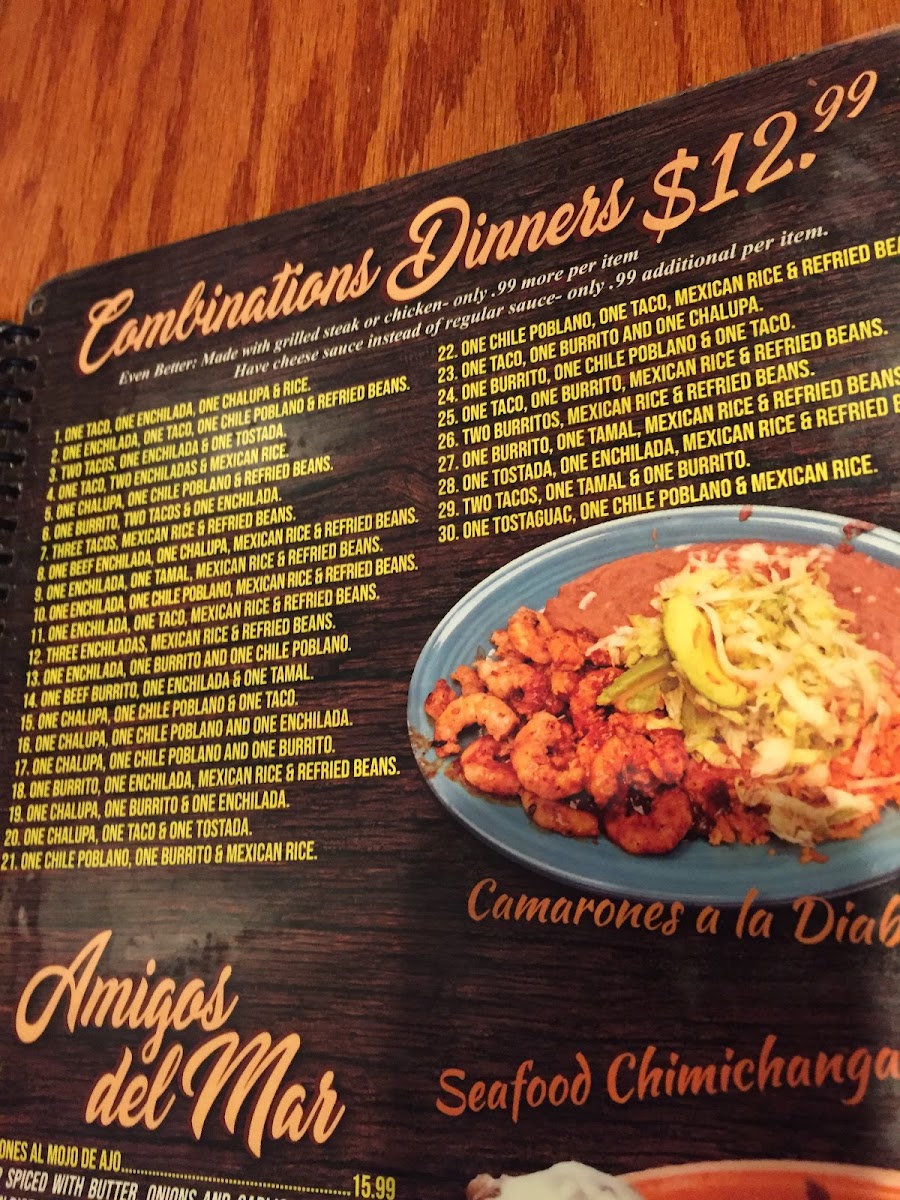 Combinations Dinners $12.99
Even Better: Made with grilled steak or chicken- only .99 more per item
Have cheese sauce instead of regular sauce- only .99 additional per item.
1. ONE TACO, ONE ENCHILADA, ONE CHALUPA & RICE.
2. ONE ENCHILADA, ONE TACO, ONE CHILE POBLANO & REFRIED BEANS.
3. TWO TACOS, ONE ENCHILADA & ONE TOSTADA.
4. ONE TACO, TWO ENCHILADAS & MEXICAN RICE.
5. ONE CHALUPA, ONE CHILE POBLANO & REFRIED BEANS.
6. ONE BURRITO, TWO TACOS & ONE ENCHILADA.
7. THREE TACOS, MEXICAN RICE & REFRIED BEANS.
8. ONE BEEF ENCHILADA, ONE CHALUPA, MEXICAN RICE & REFRIED BEANS.
9. ONE ENCHILADA, ONE TAMAL, MEXICAN RICE & REFRIED BEANS.
10. ONE ENCHILADA, ONE CHILE POBLANO, MEXICAN RICE & REFRIED BEANS.
11. ONE ENCHILADA, ONE TACO, MEXICAN RICE & REFRIED BEANS.
12. THREE ENCHILADAS, MEXICAN RICE & REFRIED BEANS.
13. ONE ENCHILADA, ONE BURRITO AND ONE CHILE POBLANO.
14. ONE BEEF BURRITO, ONE ENCHILADA & ONE TAMAL.
15. ONE CHALUPA, ONE CHILE POBLANO & ONE TACO.
16. ONE CHALUPA, ONE CHILE POBLANO AND ONE ENCHILADA.
17. ONE CHALUPA, ONE CHILE POBLANO AND ONE BURRITO.
18. ONE BURRITO, ONE ENCHILADA, MEXICAN RICE & REFRIED BEANS.
19. ONE CHALUPA, ONE BURRITO & ONE ENCHILADA.
20. ONE CHALUPA, ONE TACO & ONE TOSTADA.
21. ONE CHILE POBLANO, ONE BURRITO & MEXICAN RICE.
22. ONE CHILE POBLANO, ONE TACO, MEXICAN RICE & REFRIED BEA
23. ONE TACO, ONE BURRITO AND ONE CHALUPA.
24. ONE BURRITO, ONE CHILE POBLANO & ONE TACO.
25. ONE TACO, ONE BURRITO, MEXICAN RICE & REFRIED BEANS.
26. TWO BURRITOS, MEXICAN RICE & REFRIED BEANS.
27. ONE BURRITO, ONE TAMAL, MEXICAN RICE & REFRIED BEANS
28. ONE TOSTADA, ONE ENCHILADA, MEXICAN RICE & REFRIED B
29. TWO TACOS, ONE TAMAL & ONE BURRITO.
30. ONE TOSTAGUAC, ONE CHILE POBLANO & MEXICAN RICE.
Camarones a la Diab
Seafood Chimichanga
Amigos
del Mar
ONES AL MOJO DE AJO.....15.99
SPICED WITH BUTTER, ONIONS AND